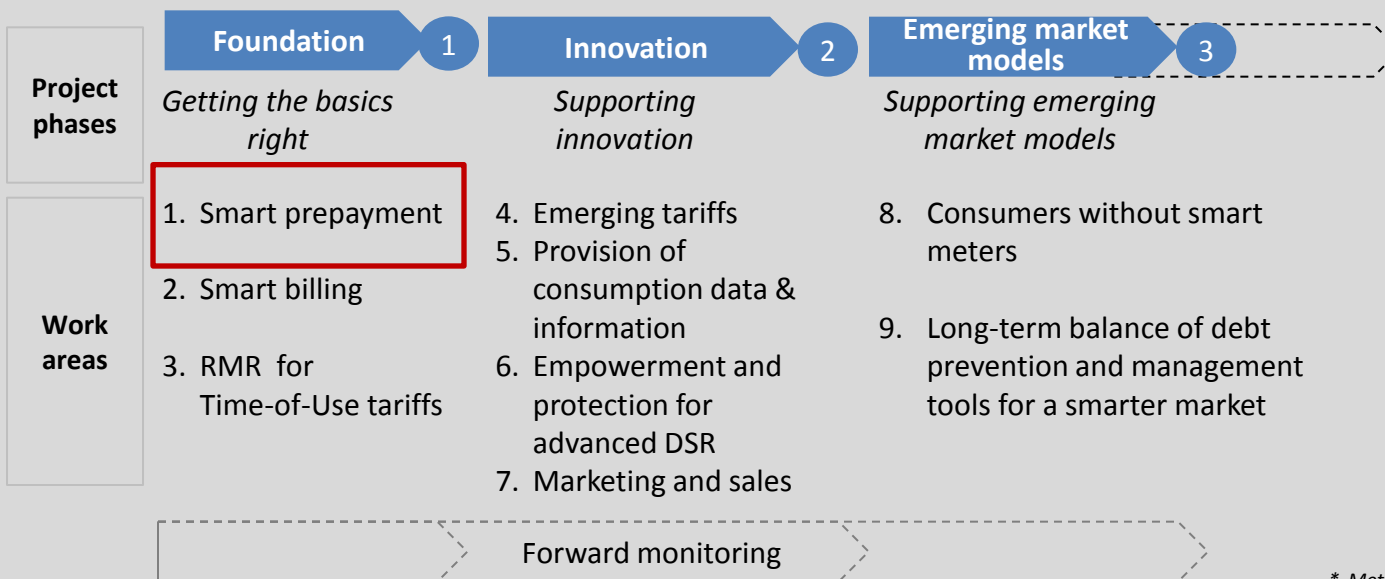 Project
phases
Foundation
1
Innovation
2
Emerging market
models
3
Getting the basics
right
Supporting
innovation
Supporting emerging
market models
Work
areas
1. Smart prepayment
2. Smart billing
3. RMR for
Time-of-Use tariffs
4. Emerging tariffs
5. Provision of
consumption data &
information
6. Empowerment and
protection for
advanced DSR
7. Marketing and sales
8. Consumers without smart
meters
9. Long-term balance of debt
prevention and management
tools for a smarter market
Forward monitoring